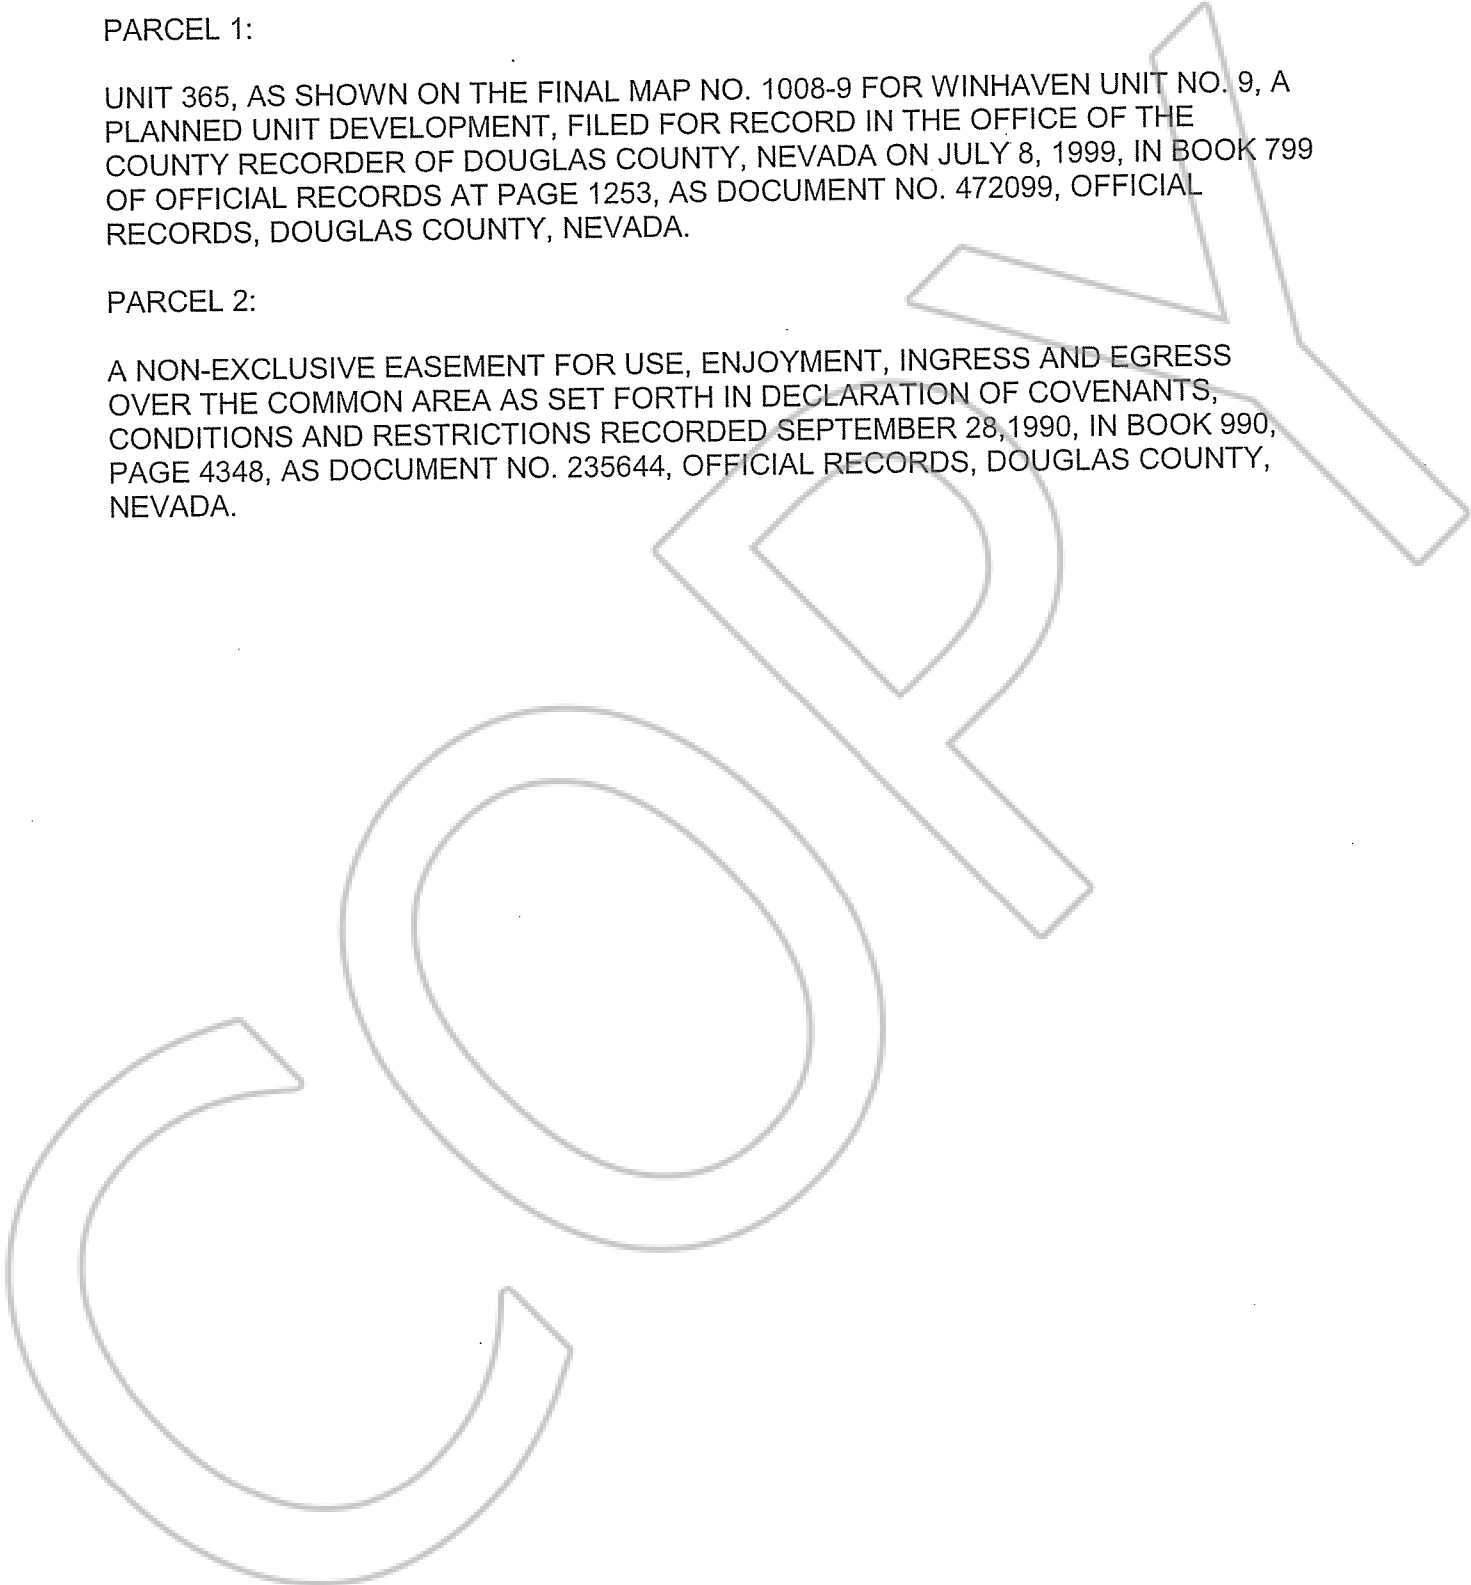 PARCEL 1:
UNIT 365, AS SHOWN ON THE FINAL MAP NO. 1008-9 FOR WINHAVEN UNIT NO. 9, A
PLANNED UNIT DEVELOPMENT, FILED FOR RECORD IN THE OFFICE OF THE
COUNTY RECORDER OF DOUGLAS COUNTY, NEVADA ON JULY 8, 1999, IN BOOK 799
OF OFFICIAL RECORDS AT PAGE 1253, AS DOCUMENT NO. 472099, OFFICIAL
RECORDS, DOUGLAS COUNTY, NEVADA.
PARCEL 2:
A NON-EXCLUSIVE EASEMENT FOR USE, ENJOYMENT, INGRESS AND EGRESS
OVER THE COMMON AREA AS SET FORTH IN DECLARATION OF COVENANTS,
CONDITIONS AND RESTRICTIONS RECORDED SEPTEMBER 28,1990, IN BOOK 990,
PAGE 4348, AS DOCUMENT NO. 235644, OFFICIAL RECORDS, DOUGLAS COUNTY,
NEVADA.
COPY